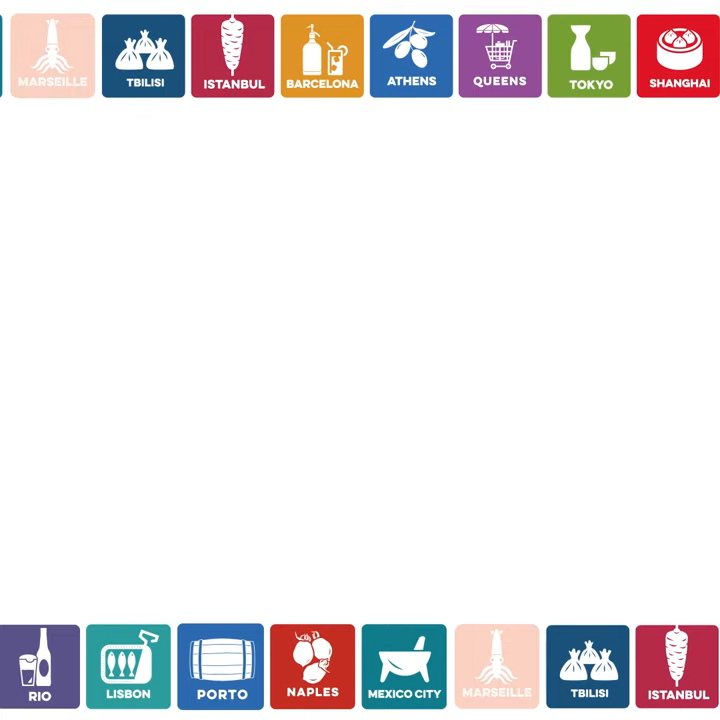 MARSEILLE
TBILISI
ISTANBUL
BARCELONA
ATHENS
QUEENS
TOKYO
SHANGHAI
RIO
LISBON
PORTO
NAPLES
MEXICO CITY
MARSEILLE
TBILISI
ISTANBUL